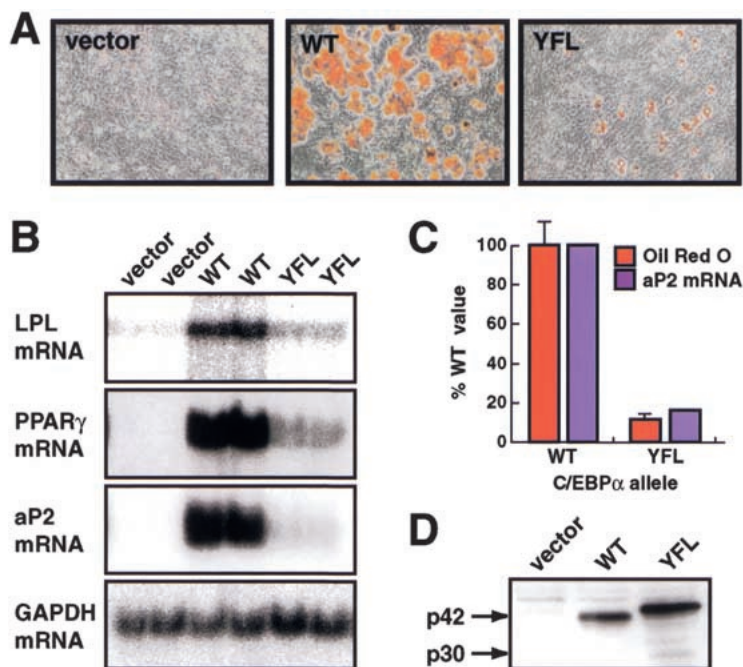 A
vector
WT
YFL
B
vector
vector
WT
WT
YFL
YFL
LPL
mRNA
PPARγ
mRNA
aP2
mRNA
GAPDH
mRNA
C
% WT value
100
80
60
40
20
0
Oil Red O
aP2 mRNA
WT
YFL
C/EBPα allele
D
vector
WT
YFL
p42
p30